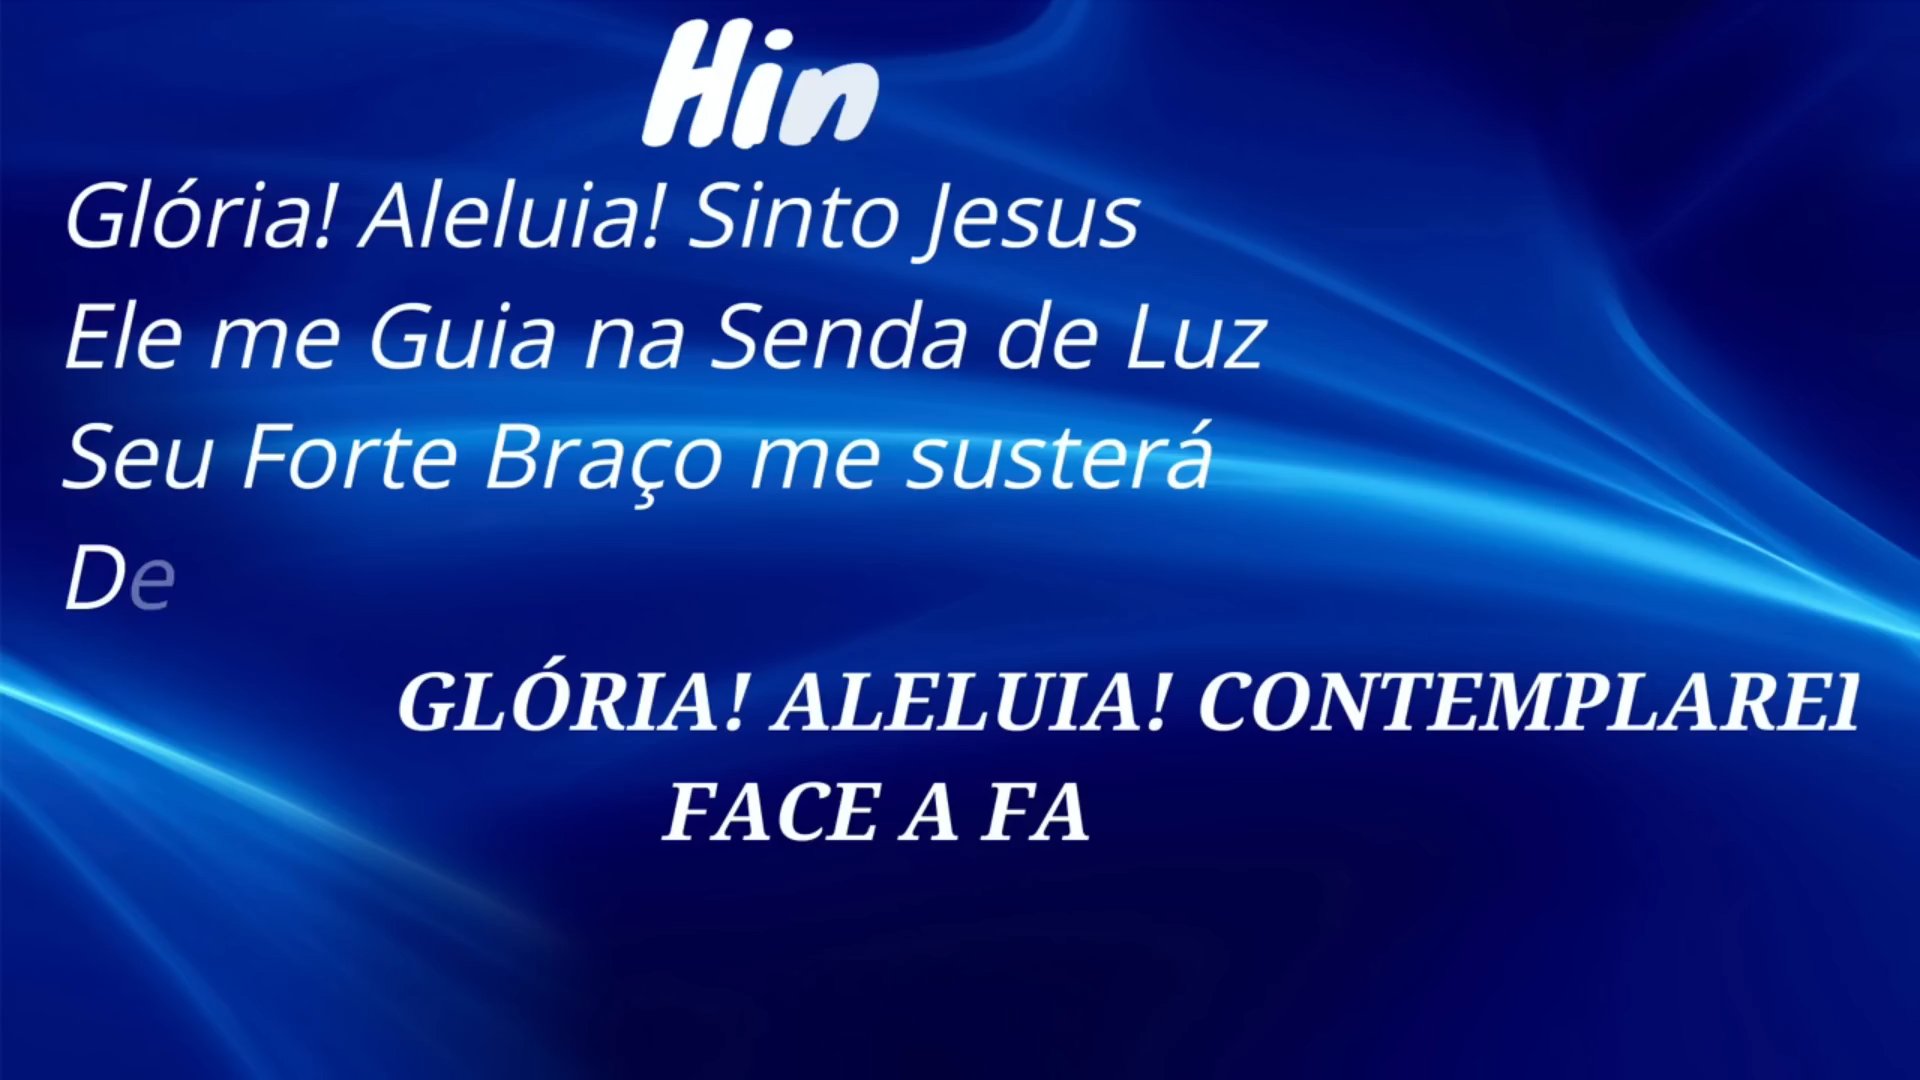 Hin
Glória! Aleluia! Sinto Jesus
Ele me Guia na Senda de Luz
Seu Forte Braço me susterá
De
GLÓRIA! ALELUIA! CONTEMPLAREI
FACE A FA